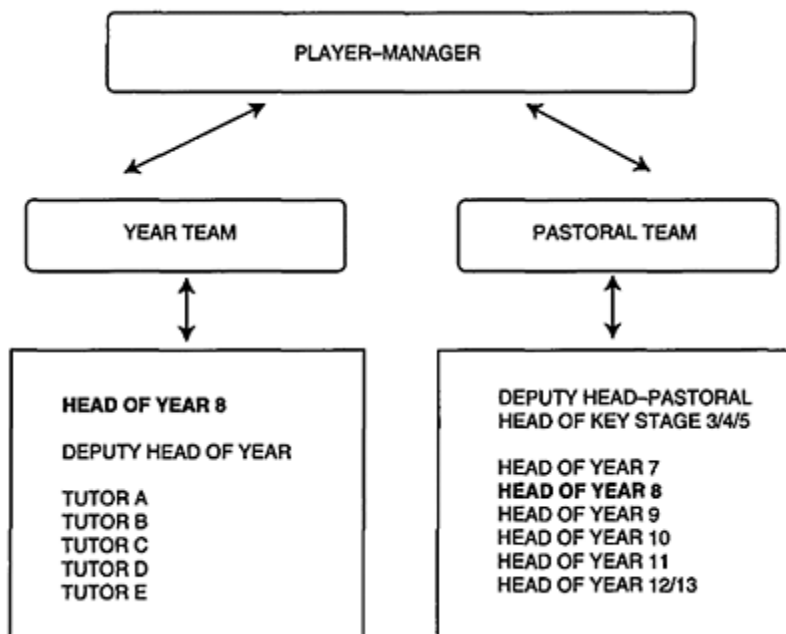 PLAYER–MANAGER
YEAR TEAM
PASTORAL TEAM
HEAD OF YEAR 8
DEPUTY HEAD OF YEAR
TUTOR A
TUTOR B
TUTOR C
TUTOR D
TUTOR E
DEPUTY HEAD–PASTORAL
HEAD OF KEY STAGE 3/4/5
HEAD OF YEAR 7
HEAD OF YEAR 8
HEAD OF YEAR 9
HEAD OF YEAR 10
HEAD OF YEAR 11
HEAD OF YEAR 12/13